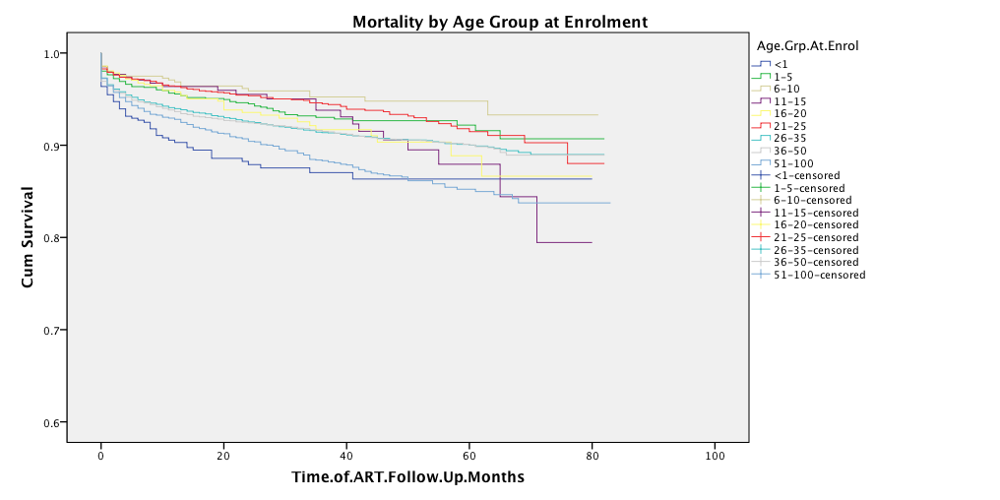 Mortality by Age Group at Enrolment
Age.Grp.At.Enrol
<1
1-5
6-10
11-15
16-20
21-25
26-35
36-50
51-100
<1-censored
1-5-censored
6-10-censored
11-15-censored
16-20-censored
21-25-censored
26-35-censored
36-50-censored
51-100-censored
Cum Survival
1.0
0.9
0.8
0.7
0.6
0 20 40 60 80 100
Time.of.ART.Follow.Up.Months